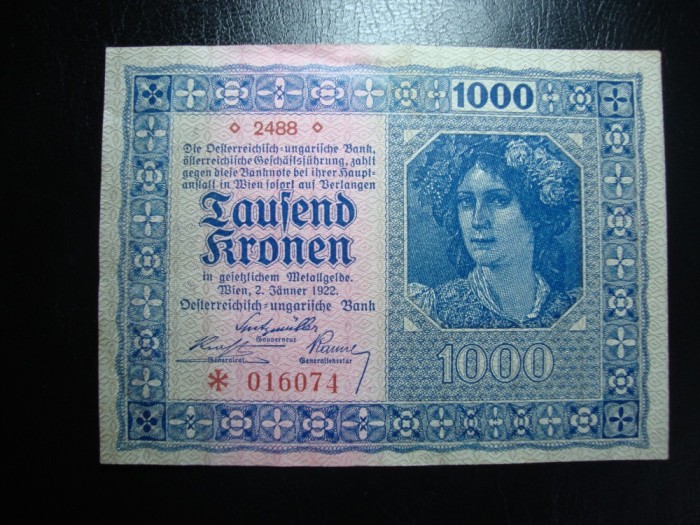 1000
◇ 2488 ◇
Die Oesterreichisch-ungarische Bank,
österreichische Geschäftsführung, zahlt
gegen diese Banknote bei ihrer Haupt-
anstalt in Wien sofort auf Verlangen
Tausend
Kronen
in gesetzlichem Metallgelde.
Wien, 2. Jänner 1922.
Oesterreichisch-ungarische Bank
Spitzmüller
Gouverneur
Generalrat
Generalsekretär
* 016074
1000